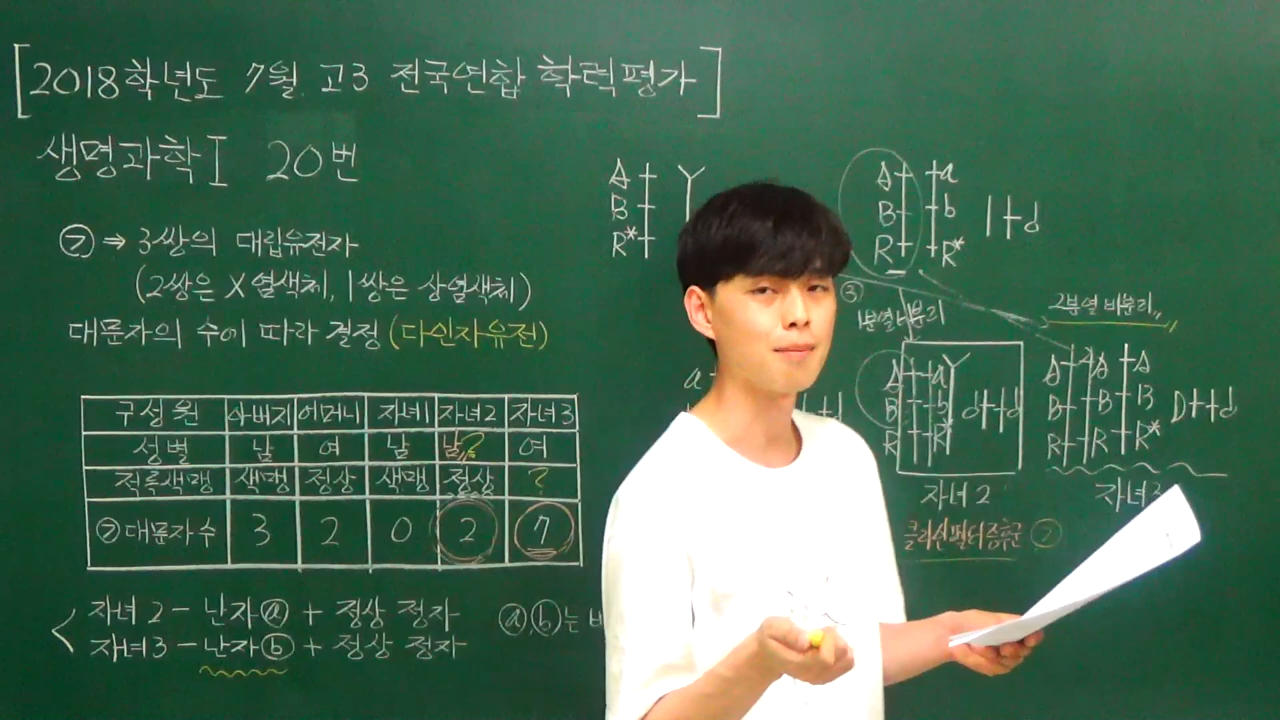 [2018학년도 7월 고3 전국연합 학력평가]
생명과학I 20번
㉠ ⇒ 3쌍의 대립유전자
(2쌍은 X염색체, 1쌍은 상염색체)
대문자의 수에 따라 결정 (다인자유전)
구성원 아버지 어머니 자녀1 자녀2 자녀3
성별 남 여 남 남? 여
적록색맹 색맹 정상 색맹 정상 ?
㉠대문자수 3 2 0 2 7
자녀 2 - 난자ⓐ + 정상 정자
자녀3 - 난자ⓑ + 정상 정자
ⓐ,ⓑ는 비
A Y
B
R*
A a
B b d
R R*
③
1분열 비분리
2분열 비분리
a
d
A a Y
B b d d
R R*
A A A
B B B D d
R R R*
자녀 2
자녀3
클라인펠터증후군